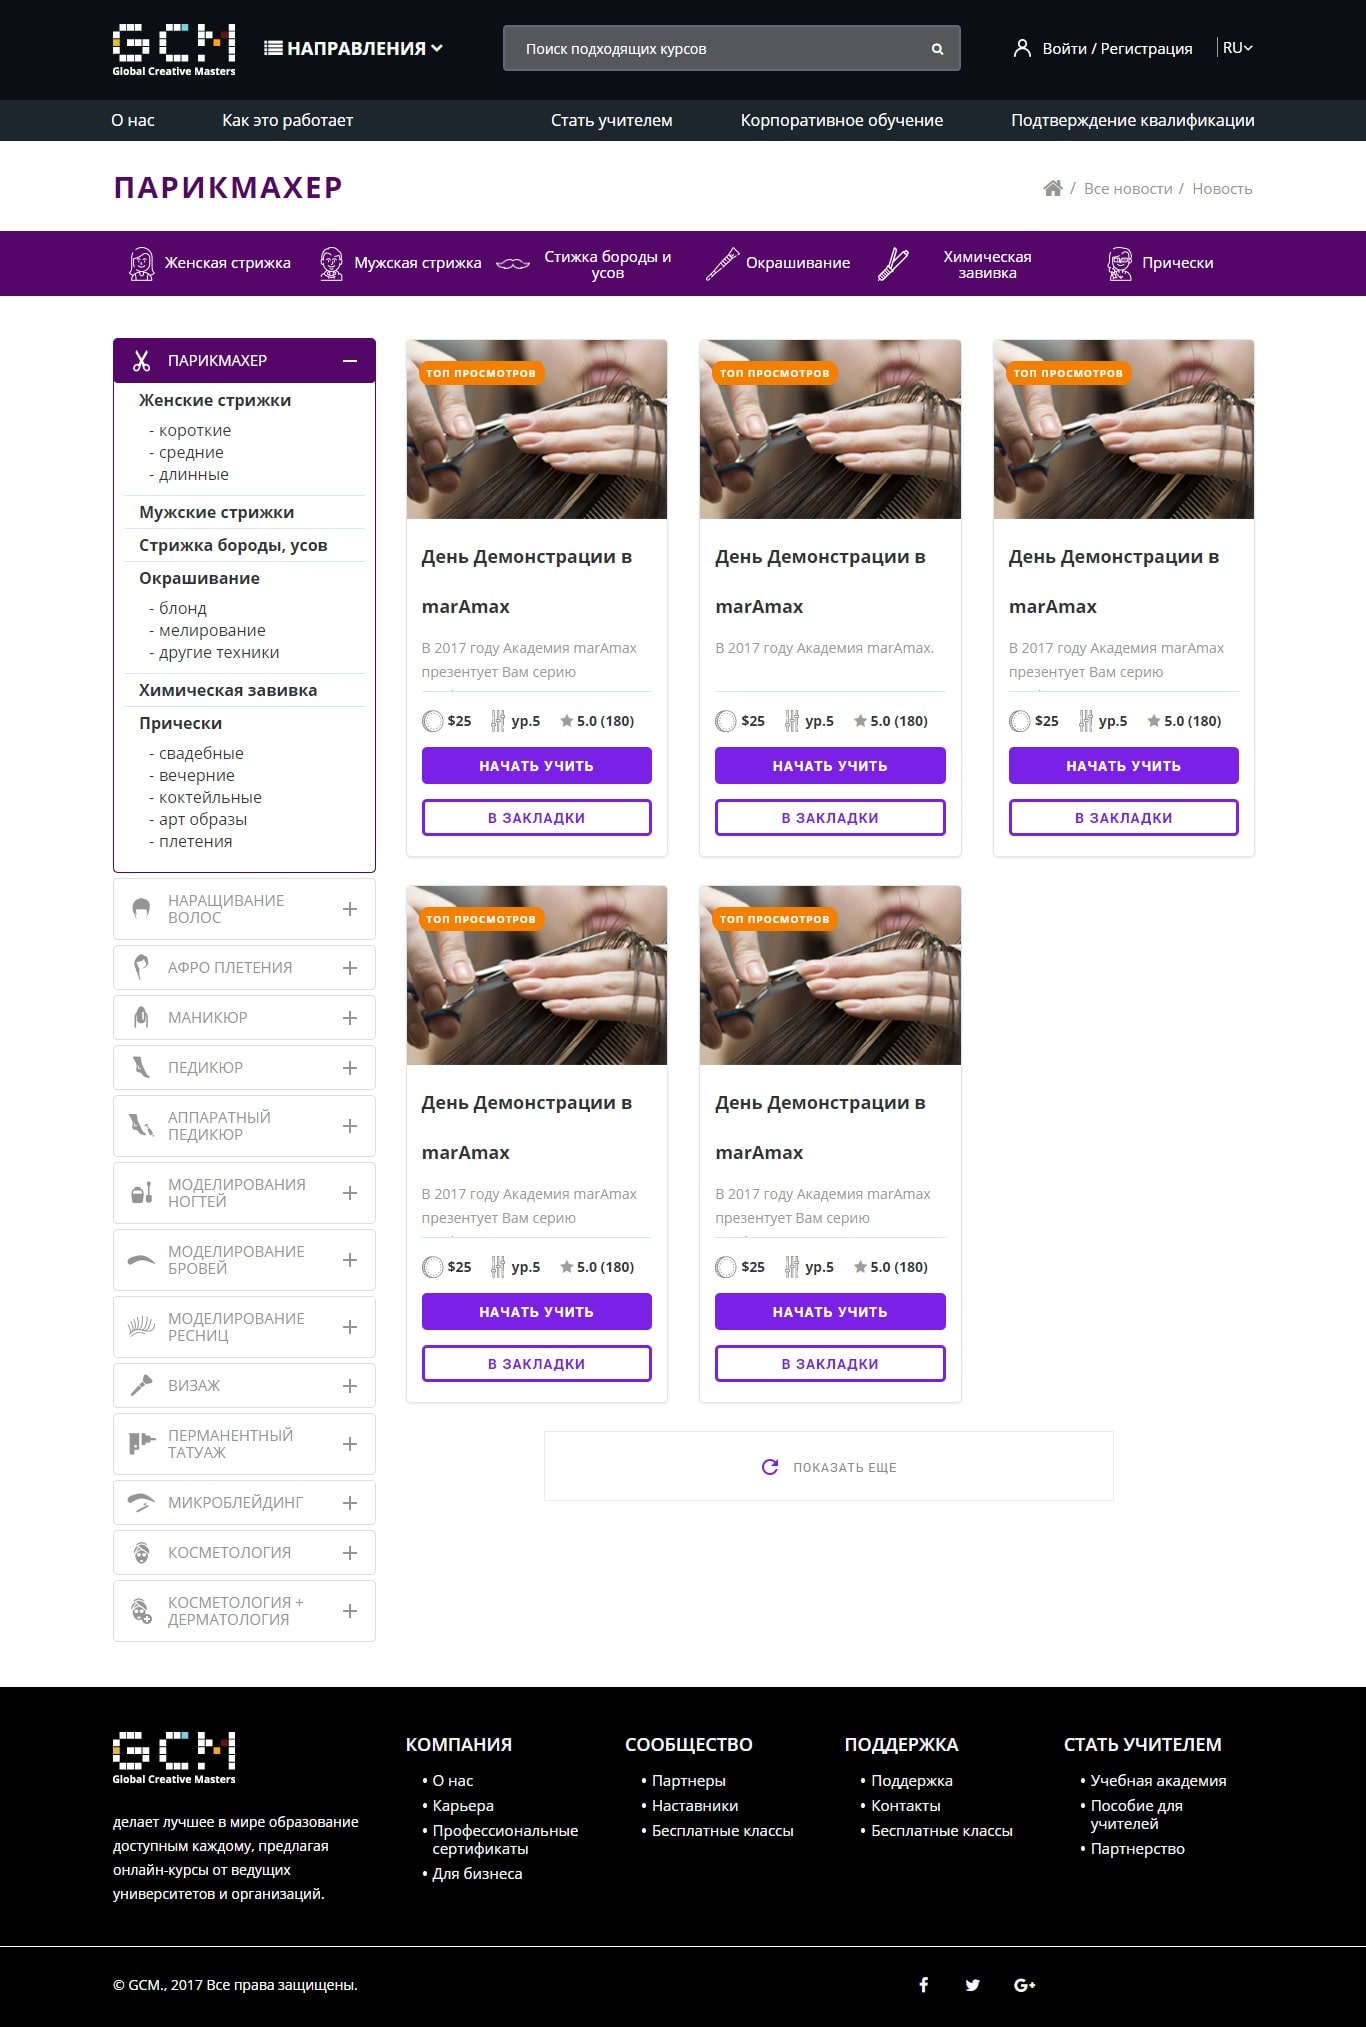 GCM
Global Creative Masters
НАПРАВЛЕНИЯ
Поиск подходящих курсов
Войти / Регистрация
RU
О нас
Как это работает
Стать учителем
Корпоративное обучение
Подтверждение квалификации
ПАРИКМАХЕР
/ Все новости / Новость
Женская стрижка
Мужская стрижка
Стижка бороды и
усов
Окрашивание
Химическая
завивка
Прически
ПАРИКМАХЕР
Женские стрижки
- короткие
- средние
- длинные
Мужские стрижки
Стрижка бороды, усов
Окрашивание
- блонд
- мелирование
- другие техники
Химическая завивка
Прически
- свадебные
- вечерние
- коктейльные
- арт образы
- плетения
НАРАЩИВАНИЕ
ВОЛОС
АФРО ПЛЕТЕНИЯ
МАНИКЮР
ПЕДИКЮР
АППАРАТНЫЙ
ПЕДИКЮР
МОДЕЛИРОВАНИЯ
НОГТЕЙ
МОДЕЛИРОВАНИЕ
БРОВЕЙ
МОДЕЛИРОВАНИЕ
РЕСНИЦ
ВИЗАЖ
ПЕРМАНЕНТНЫЙ
ТАТУАЖ
МИКРОБЛЕЙДИНГ
КОСМЕТОЛОГИЯ
КОСМЕТОЛОГИЯ +
ДЕРМАТОЛОГИЯ
ТОП ПРОСМОТРОВ
День Демонстрации в
marAmax
В 2017 году Академия marAmax
презентует Вам серию
$25 ур.5 5.0 (180)
НАЧАТЬ УЧИТЬ
В ЗАКЛАДКИ
ТОП ПРОСМОТРОВ
День Демонстрации в
marAmax
В 2017 году Академия marAmax.
$25 ур.5 5.0 (180)
НАЧАТЬ УЧИТЬ
В ЗАКЛАДКИ
ТОП ПРОСМОТРОВ
День Демонстрации в
marAmax
В 2017 году Академия marAmax
презентует Вам серию
$25 ур.5 5.0 (180)
НАЧАТЬ УЧИТЬ
В ЗАКЛАДКИ
ТОП ПРОСМОТРОВ
День Демонстрации в
marAmax
В 2017 году Академия marAmax
презентует Вам серию
$25 ур.5 5.0 (180)
НАЧАТЬ УЧИТЬ
В ЗАКЛАДКИ
ТОП ПРОСМОТРОВ
День Демонстрации в
marAmax
В 2017 году Академия marAmax
презентует Вам серию
$25 ур.5 5.0 (180)
НАЧАТЬ УЧИТЬ
В ЗАКЛАДКИ
ПОКАЗАТЬ ЕЩЕ
GCM
Global Creative Masters
делает лучшее в мире образование
доступным каждому, предлагая
онлайн-курсы от ведущих
университетов и организаций.
КОМПАНИЯ
• О нас
• Карьера
• Профессиональные
сертификаты
• Для бизнеса
СООБЩЕСТВО
• Партнеры
• Наставники
• Бесплатные классы
ПОДДЕРЖКА
• Поддержка
• Контакты
• Бесплатные классы
СТАТЬ УЧИТЕЛЕМ
• Учебная академия
• Пособие для
учителей
• Партнерство
© GCM., 2017 Все права защищены.